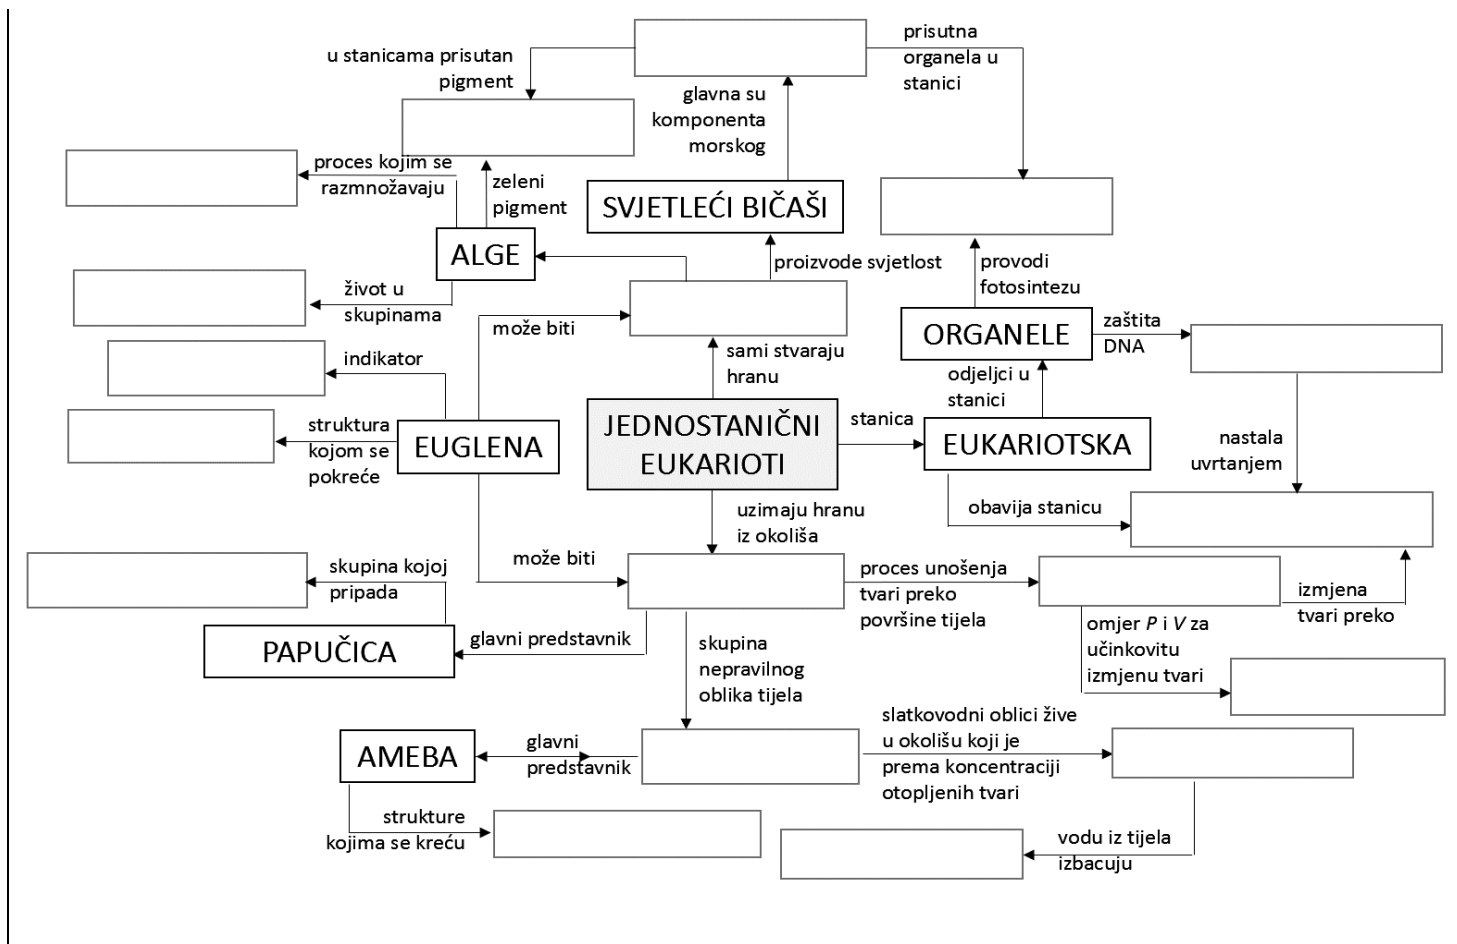 u stanicama prisutan
pigment
prisutna
organela u
stanici
glavna su
komponenta
morskog
proces kojim se
razmnožavaju
zeleni
pigment
SVJETLEĆI BIČAŠI
ALGE
proizvode svjetlost
provodi
fotosintezu
život u
skupinama
može biti
ORGANELE
zaštita
DNA
indikator
sami stvaraju
hranu
odjeljci u
stanici
struktura
kojom se
pokreće
EUGLENA
JEDNOSTANIČNI
EUKARIOTI
stanica
EUKARIOTSKA
nastala
uvrtanjem
uzimaju hranu
iz okoliša
obavija stanicu
može biti
skupina kojoj
pripada
proces unošenja
tvari preko
površine tijela
izmjena
tvari preko
PAPUČICA
glavni predstavnik
skupina
nepravilnog
oblika tijela
omjer P i V za
učinkovitu
izmjenu tvari
AMEBA
glavni
predstavnik
slatkovodni oblici žive
u okolišu koji je
prema koncentraciji
otopljenih tvari
strukture
kojima se kreću
vodu iz tijela
izbacuju